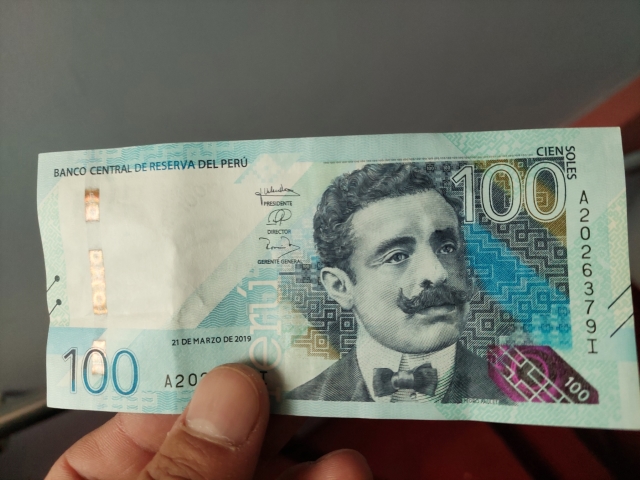 BANCO CENTRAL DE RESERVA DEL PERÚ
CIEN SOLES
100
PRESIDENTE
DIRECTOR
GERENTE GENERAL
A2026379I
21 DE MARZO DE 2019
100
100